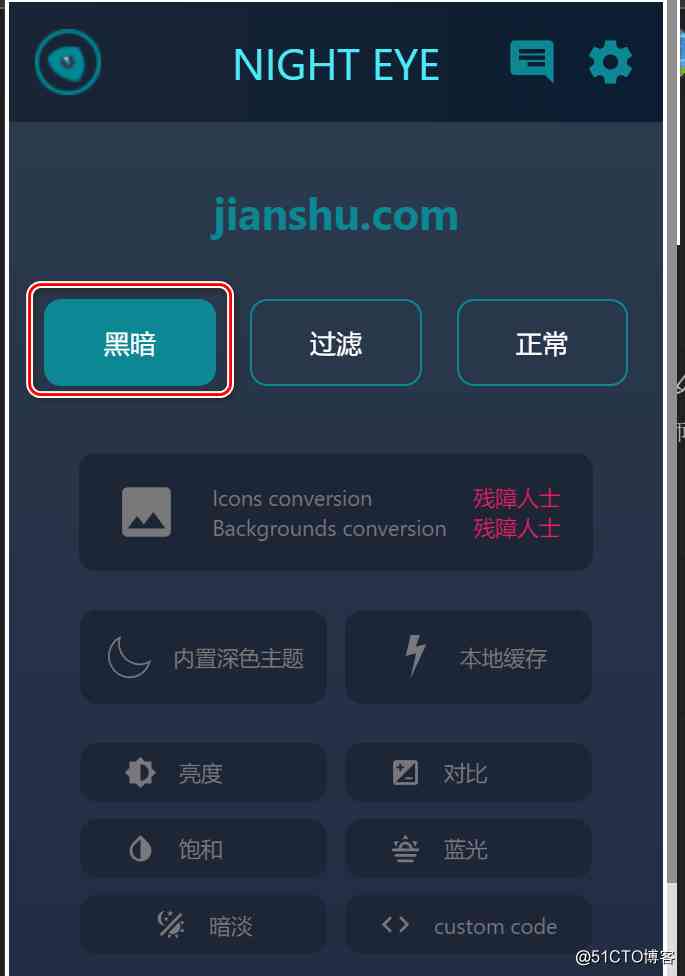 NIGHT EYE
jianshu.com
黑暗
过滤
正常
Icons conversion 残障人士
Backgrounds conversion 残障人士
内置深色主题
本地缓存
亮度
对比
饱和
蓝光
暗淡
custom code
@51CTO博客